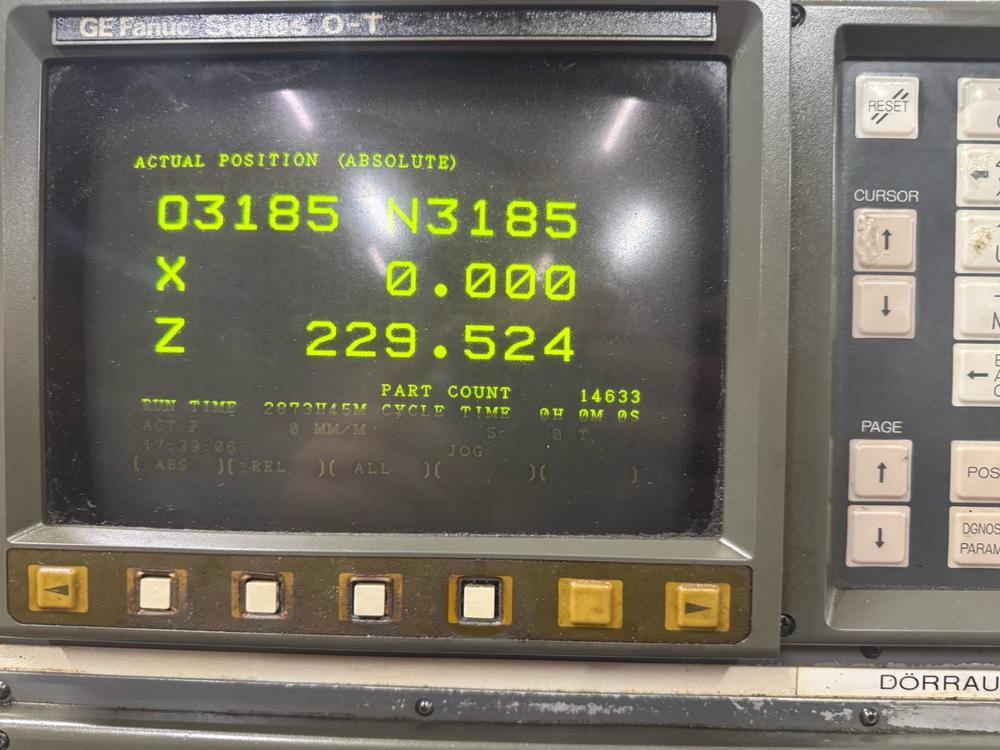 GE Fanuc Series O-T
ACTUAL POSITION (ABSOLUTE)
O3185 N3185
X 0.000
Z 229.524
PART COUNT 14633
RUN TIME 2873H45M CYCLE TIME 0H 0M 0S
ACT F 0 MM/M S 0 T
17:39:06 JOG
( ABS )( REL )( ALL )( )( )
RESET
CURSOR
PAGE
POS
DGNOS
PARAM
DÖRRAU